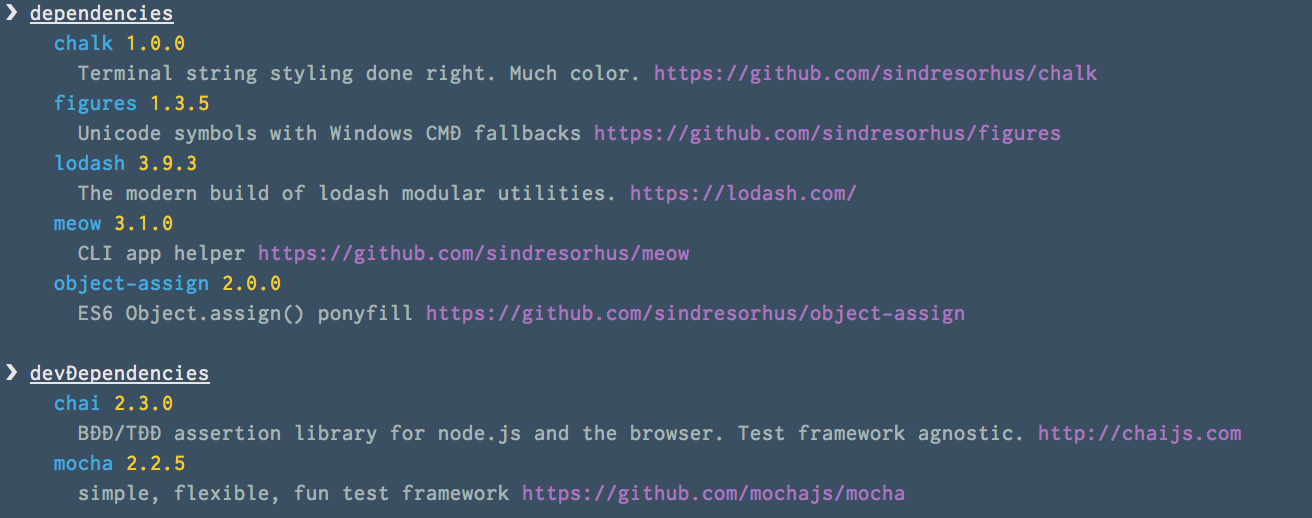 ❯ dependencies
chalk 1.0.0
Terminal string styling done right. Much color. https://github.com/sindresorhus/chalk
figures 1.3.5
Unicode symbols with Windows CMĐ fallbacks https://github.com/sindresorhus/figures
lodash 3.9.3
The modern build of lodash modular utilities. https://lodash.com/
meow 3.1.0
CLI app helper https://github.com/sindresorhus/meow
object-assign 2.0.0
ES6 Object.assign() ponyfill https://github.com/sindresorhus/object-assign
❯ devĐependencies
chai 2.3.0
BĐĐ/TĐĐ assertion library for node.js and the browser. Test framework agnostic. http://chaijs.com
mocha 2.2.5
simple, flexible, fun test framework https://github.com/mochajs/mocha